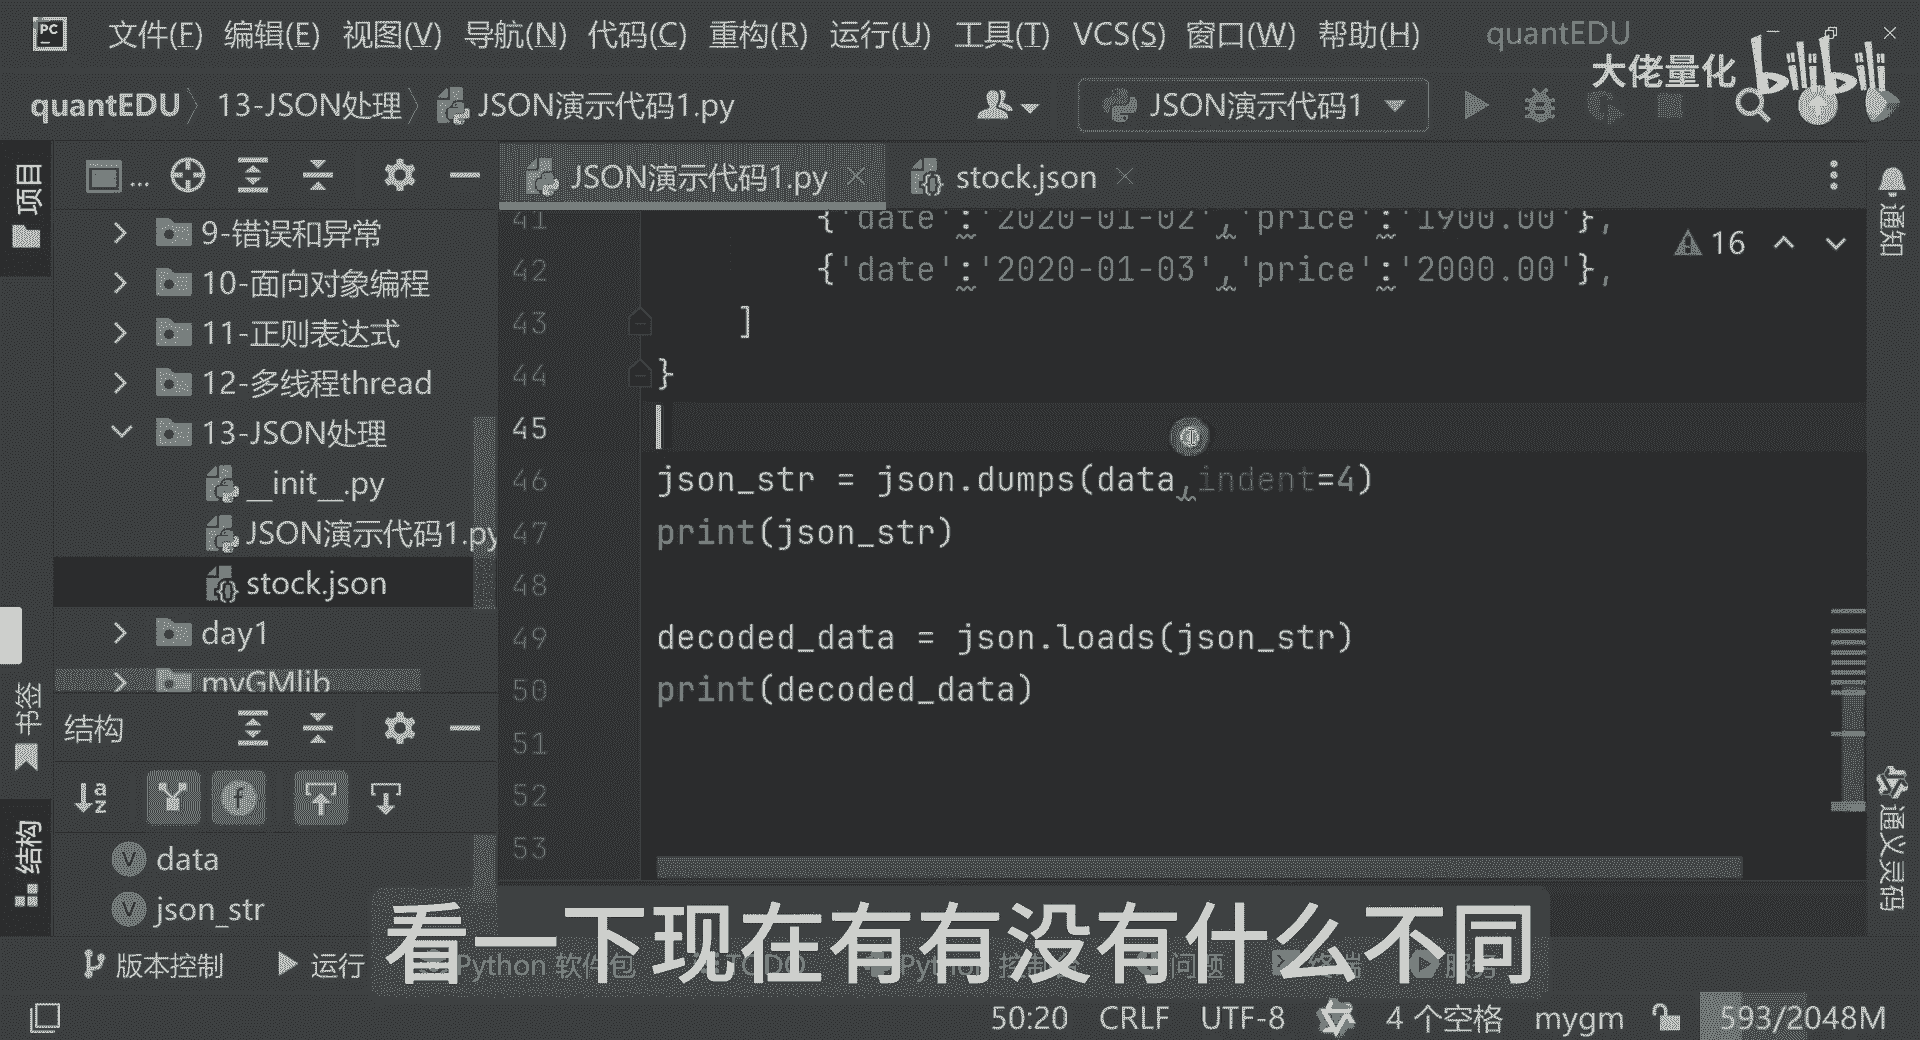 文件(F) 编辑(E) 视图(V) 导航(N) 代码(C) 重构(R) 运行(U) 工具(T) VCS(S) 窗口(W) 帮助(H) quantEDU
大佬量化 bilibili
quantEDU 13-JSON处理 JSON演示代码1.py JSON演示代码1
项目
...
JSON演示代码1.py stock.json
通知
9-错误和异常
10-面向对象编程
11-正则表达式
12-多线程thread
13-JSON处理
__init__.py
JSON演示代码1.py
stock.json
day1
myGMlib
16
41 {'date':'2020-01-02','price':'1900.00'},
42 {'date':'2020-01-03','price':'2000.00'},
43 ]
44 }
45
46 json_str = json.dumps(data,indent=4)
47 print(json_str)
48
49 decoded_data = json.loads(json_str)
50 print(decoded_data)
51
52
53
书签
结构
结构
data
json_str
通义灵码
看一下现在有有没有什么不同
版本控制 运行 Python 软件包 TODO Python 控制台 问题 终端 服务
50:20 CRLF UTF-8 4 个空格 mygm 593/2048M